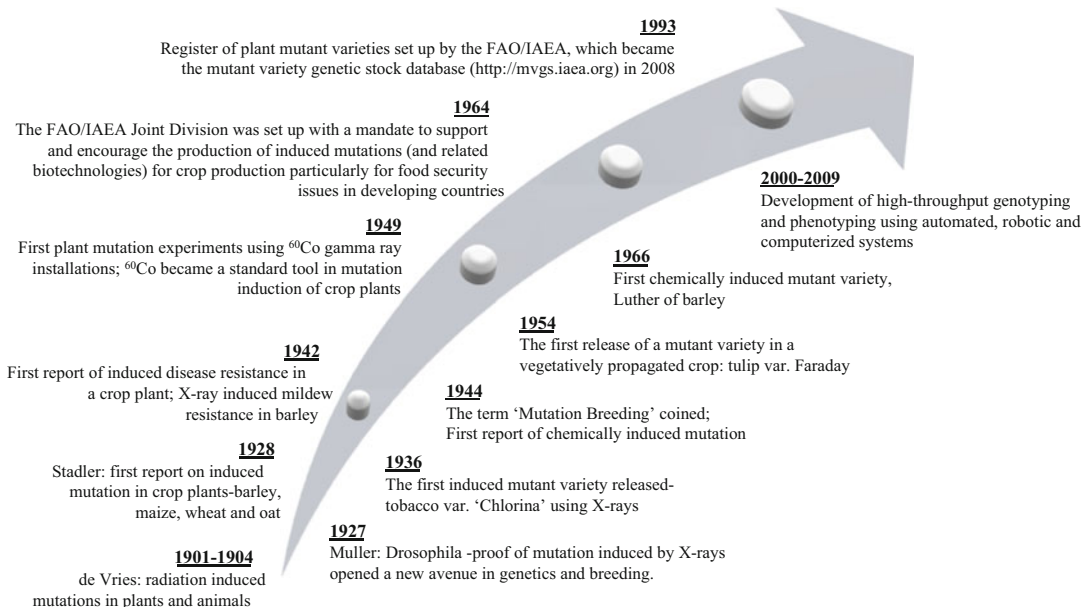 1993
Register of plant mutant varieties set up by the FAO/IAEA, which became
the mutant variety genetic stock database (http://mvgs.iaea.org) in 2008
1964
The FAO/IAEA Joint Division was set up with a mandate to support
and encourage the production of induced mutations (and related
biotechnologies) for crop production particularly for food security
issues in developing countries
2000-2009
Development of high-throughput genotyping
and phenotyping using automated, robotic and
computerized systems
1949
First plant mutation experiments using ⁶⁰Co gamma ray
installations; ⁶⁰Co became a standard tool in mutation
induction of crop plants
1966
First chemically induced mutant variety,
Luther of barley
1954
The first release of a mutant variety in a
vegetatively propagated crop: tulip var. Faraday
1942
First report of induced disease resistance in
a crop plant; X-ray induced mildew
resistance in barley
1944
The term ‘Mutation Breeding’ coined;
First report of chemically induced mutation
1928
Stadler: first report on induced
mutation in crop plants-barley,
maize, wheat and oat
1936
The first induced mutant variety released-
tobacco var. ‘Chlorina’ using X-rays
1927
Muller: Drosophila -proof of mutation induced by X-rays
opened a new avenue in genetics and breeding.
1901-1904
de Vries: radiation induced
mutations in plants and animals